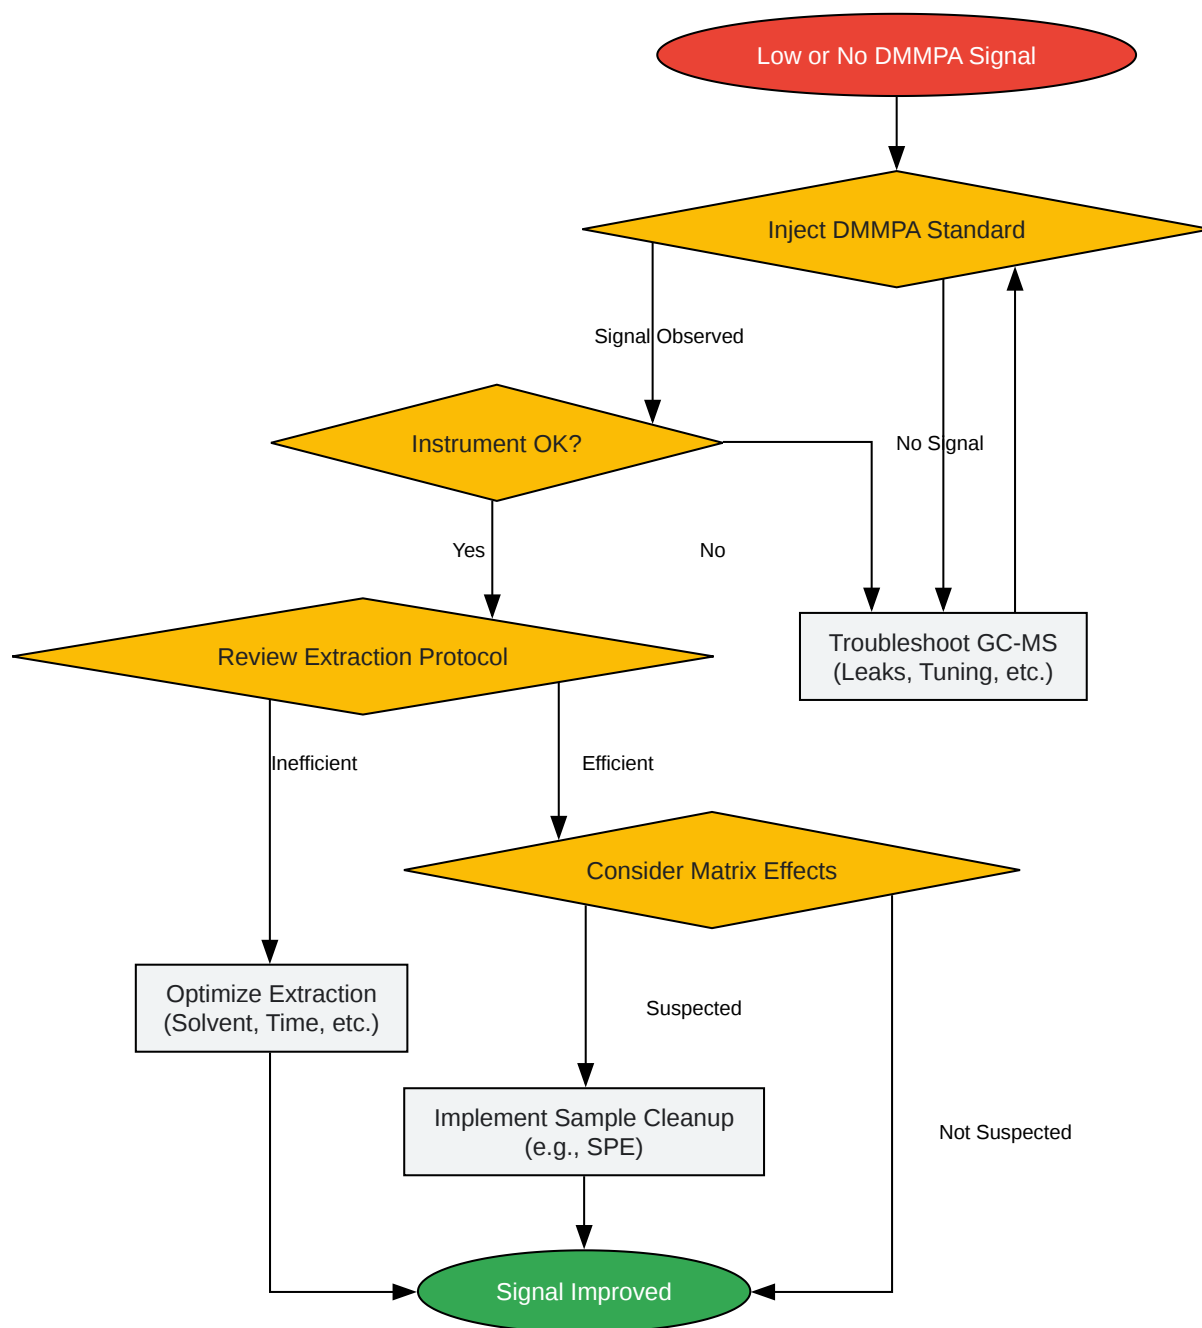 Low or No DMMPA Signal
Inject DMMPA Standard
Signal Observed
Instrument OK?
No Signal
Yes
No
Review Extraction Protocol
Troubleshoot GC-MS
(Leaks, Tuning, etc.)
Inefficient
Efficient
Consider Matrix Effects
Optimize Extraction
(Solvent, Time, etc.)
Suspected
Implement Sample Cleanup
(e.g., SPE)
Not Suspected
Signal Improved